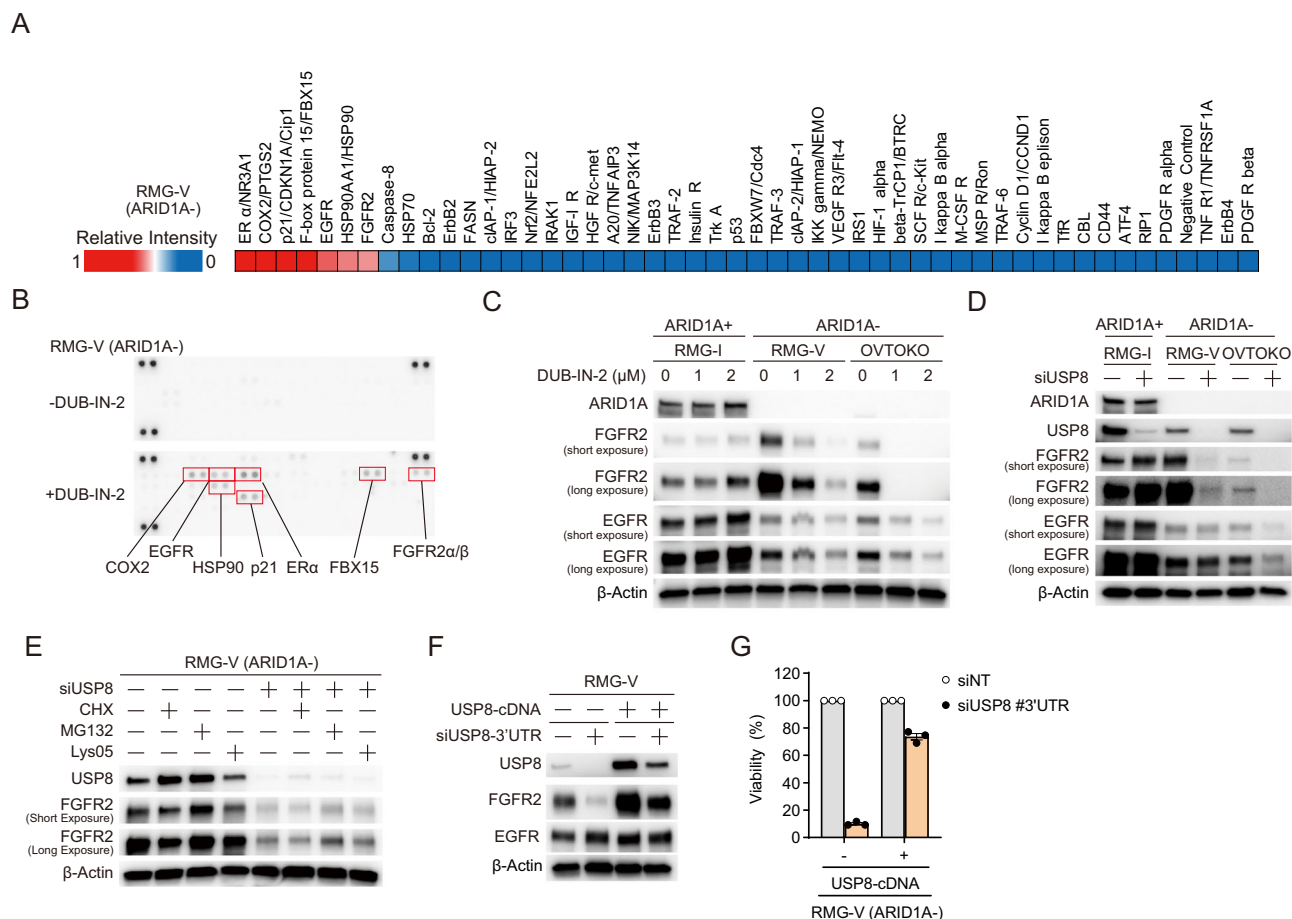 A
RMG-V
(ARID1A-)
Relative Intensity
1 0
ER α/NR3A1
COX2/PTGS2
p21/CDKN1A/Cip1
F-box protein 15/FBX15
EGFR
HSP90AA1/HSP90
FGFR2
Caspase-8
HSP70
Bcl-2
ErbB2
FASN
cIAP-1/HIAP-2
IRF3
Nrf2/NFE2L2
IRAK1
IGF-I R
HGF R/c-met
A20/TNFAIP3
NIK/MAP3K14
ErbB3
TRAF-2
Insulin R
Trk A
p53
FBXW7/Cdc4
TRAF-3
cIAP-2/HIAP-1
IKK gamma/NEMO
VEGF R3/Flt-4
IRS1
HIF-1 alpha
beta-TrCP1/BTRC
SCF R/c-Kit
I kappa B alpha
M-CSF R
MSP R/Ron
TRAF-6
Cyclin D1/CCND1
I kappa B eplison
TfR
CBL
CD44
ATF4
RIP1
PDGF R alpha
Negative Control
TNF R1/TNFRSF1A
ErbB4
PDGF R beta
B
RMG-V (ARID1A-)
-DUB-IN-2
+DUB-IN-2
COX2 EGFR HSP90 p21 ERα FBX15 FGFR2α/β
C
ARID1A+ ARID1A-
RMG-I RMG-V OVTOKO
DUB-IN-2 (μM) 0 1 2 0 1 2 0 1 2
ARID1A
FGFR2
(short exposure)
FGFR2
(long exposure)
EGFR
(short exposure)
EGFR
(long exposure)
β-Actin
D
ARID1A+ ARID1A-
RMG-I RMG-V OVTOKO
siUSP8 — + — + — +
ARID1A
USP8
FGFR2
(short exposure)
FGFR2
(long exposure)
EGFR
(short exposure)
EGFR
(long exposure)
β-Actin
E
RMG-V (ARID1A-)
siUSP8 — — — — + + + +
CHX — + — — — + — —
MG132 — — + — — — + —
Lys05 — — — + — — — +
USP8
FGFR2
(Short Exposure)
FGFR2
(Long Exposure)
β-Actin
F
RMG-V
USP8-cDNA — — + +
siUSP8-3'UTR — + — +
USP8
FGFR2
EGFR
β-Actin
G
siNT
siUSP8 #3'UTR
Viability (%)
120
100
80
60
40
20
0
- +
USP8-cDNA
RMG-V (ARID1A-)